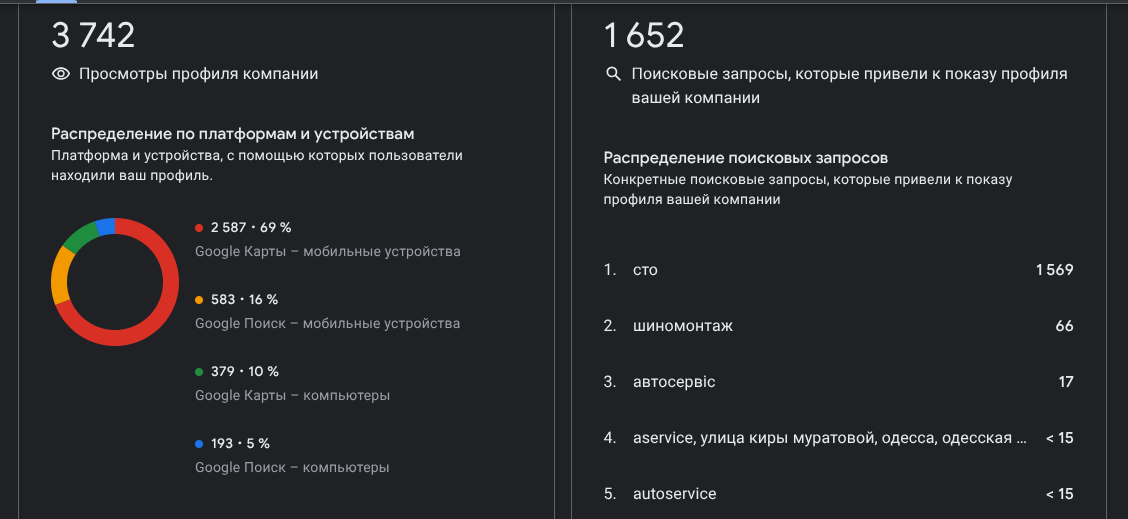 3 742
Просмотры профиля компании
Распределение по платформам и устройствам
Платформа и устройства, с помощью которых пользователи
находили ваш профиль.
2 587 • 69 %
Google Карты – мобильные устройства
583 • 16 %
Google Поиск – мобильные устройства
379 • 10 %
Google Карты – компьютеры
193 • 5 %
Google Поиск – компьютеры
1 652
Поисковые запросы, которые привели к показу профиля
вашей компании
Распределение поисковых запросов
Конкретные поисковые запросы, которые привели к показу
профиля вашей компании
1. сто 1 569
2. шиномонтаж 66
3. автосервіс 17
4. aservice, улица киры муратовой, одесса, одесская ... < 15
5. autoservice < 15